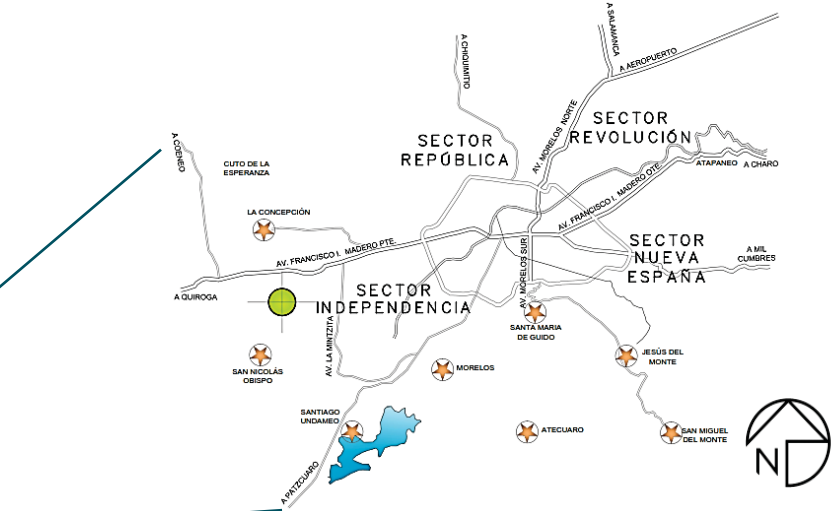 A SALAMANCA
A CHIQUIMITIO
A AEROPUERTO
SECTOR
REVOLUCIÓN
AV. MORELOS NORTE
A COENEO
SECTOR
REPÚBLICA
CUTO DE LA
ESPERANZA
ATAPANEO
A CHARO
LA CONCEPCIÓN
AV. FRANCISCO I. MADERO OTE.
AV. FRANCISCO I. MADERO PTE.
SECTOR
NUEVA
ESPAÑA
A MIL
CUMBRES
AV. MORELOS SUR
A QUIROGA
SECTOR
INDEPENDENCIA
SANTA MARIA
DE GUIDO
AV. LA MINTZITA
JESÚS DEL
MONTE
SAN NICOLÁS
OBISPO
MORELOS
SANTIAGO
UNDAMEO
ATECUARO
SAN MIGUEL
DEL MONTE
A PATZCUARO
N